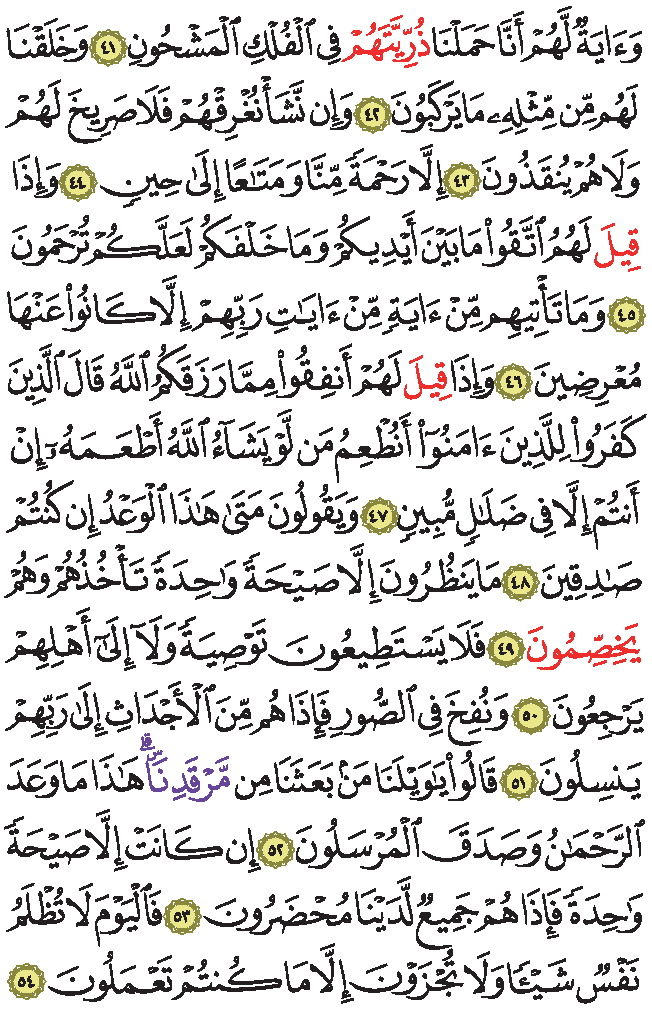 وَءَايَةٌ لَّهُمْ أَنَّا حَمَلْنَا ذُرِّيَّتَهُمْ فِي الْفُلْكِ الْمَشْحُونِ ٤١ وَخَلَقْنَا
لَهُم مِّن مِّثْلِهِۦ مَا يَرْكَبُونَ ٤٢ وَإِن نَّشَأْ نُغْرِقْهُمْ فَلَا صَرِيخَ لَهُمْ
وَلَا هُمْ يُنقَذُونَ ٤٣ إِلَّا رَحْمَةً مِّنَّا وَمَتَٰعًا إِلَىٰ حِينٍ ٤٤ وَإِذَا
قِيلَ لَهُمُ ٱتَّقُوا۟ مَا بَيْنَ أَيْدِيكُمْ وَمَا خَلْفَكُمْ لَعَلَّكُمْ تُرْحَمُونَ
٤٥ وَمَا تَأْتِيهِم مِّنْ ءَايَةٍ مِّنْ ءَايَٰتِ رَبِّهِمْ إِلَّا كَانُوا۟ عَنْهَا
مُعْرِضِينَ ٤٦ وَإِذَا قِيلَ لَهُمْ أَنفِقُوا۟ مِمَّا رَزَقَكُمُ ٱللَّهُ قَالَ ٱلَّذِينَ
كَفَرُوا۟ لِلَّذِينَ ءَامَنُوٓا۟ أَنُطْعِمُ مَن لَّوْ يَشَآءُ ٱللَّهُ أَطْعَمَهُۥٓ إِنْ
أَنتُمْ إِلَّا فِي ضَلَٰلٍ مُّبِينٍ ٤٧ وَيَقُولُونَ مَتَىٰ هَٰذَا ٱلْوَعْدُ إِن كُنتُمْ
صَٰدِقِينَ ٤٨ مَا يَنظُرُونَ إِلَّا صَيْحَةً وَٰحِدَةً تَأْخُذُهُمْ وَهُمْ
يَخِصِّمُونَ ٤٩ فَلَا يَسْتَطِيعُونَ تَوْصِيَةً وَلَآ إِلَىٰٓ أَهْلِهِمْ
يَرْجِعُونَ ٥٠ وَنُفِخَ فِي ٱلصُّورِ فَإِذَا هُم مِّنَ ٱلْأَجْدَاثِ إِلَىٰ رَبِّهِمْ
يَنسِلُونَ ٥١ قَالُوا۟ يَٰوَيْلَنَا مَنۢ بَعَثَنَا مِن مَّرْقَدِنَاۜۗ هَٰذَا مَا وَعَدَ
ٱلرَّحْمَٰنُ وَصَدَقَ ٱلْمُرْسَلُونَ ٥٢ إِن كَانَتْ إِلَّا صَيْحَةً
وَٰحِدَةً فَإِذَا هُمْ جَمِيعٌ لَّدَيْنَا مُحْضَرُونَ ٥٣ فَٱلْيَوْمَ لَا تُظْلَمُ
نَفْسٌ شَيْـًٔا وَلَا تُجْزَوْنَ إِلَّا مَا كُنتُمْ تَعْمَلُونَ ٥٤